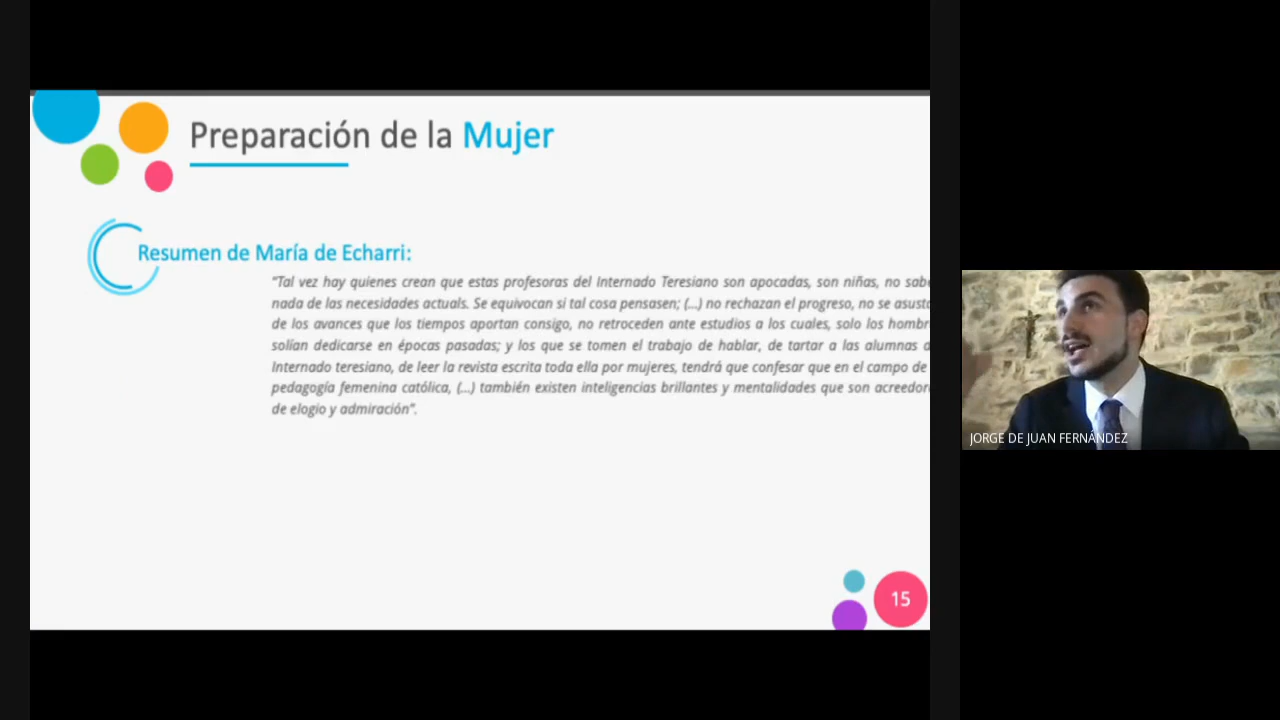 Preparación de la Mujer
Resumen de María de Echarri:
“Tal vez hay quienes crean que estas profesoras del Internado Teresiano son apocadas, son niñas, no sabe
nada de las necesidades actuals. Se equivocan si tal cosa pensasen; (...) no rechazan el progreso, no se asusta
de los avances que los tiempos aportan consigo, no retroceden ante estudios a los cuales, solo los hombr
solían dedicarse en épocas pasadas; y los que se tomen el trabajo de hablar, de tartar a las alumnas d
Internado teresiano, de leer la revista escrita toda ella por mujeres, tendrá que confesar que en el campo de
pedagogía femenina católica, (...) también existen inteligencias brillantes y mentalidades que son acreedor
de elogio y admiración”.
15
JORGE DE JUAN FERNÁNDEZ